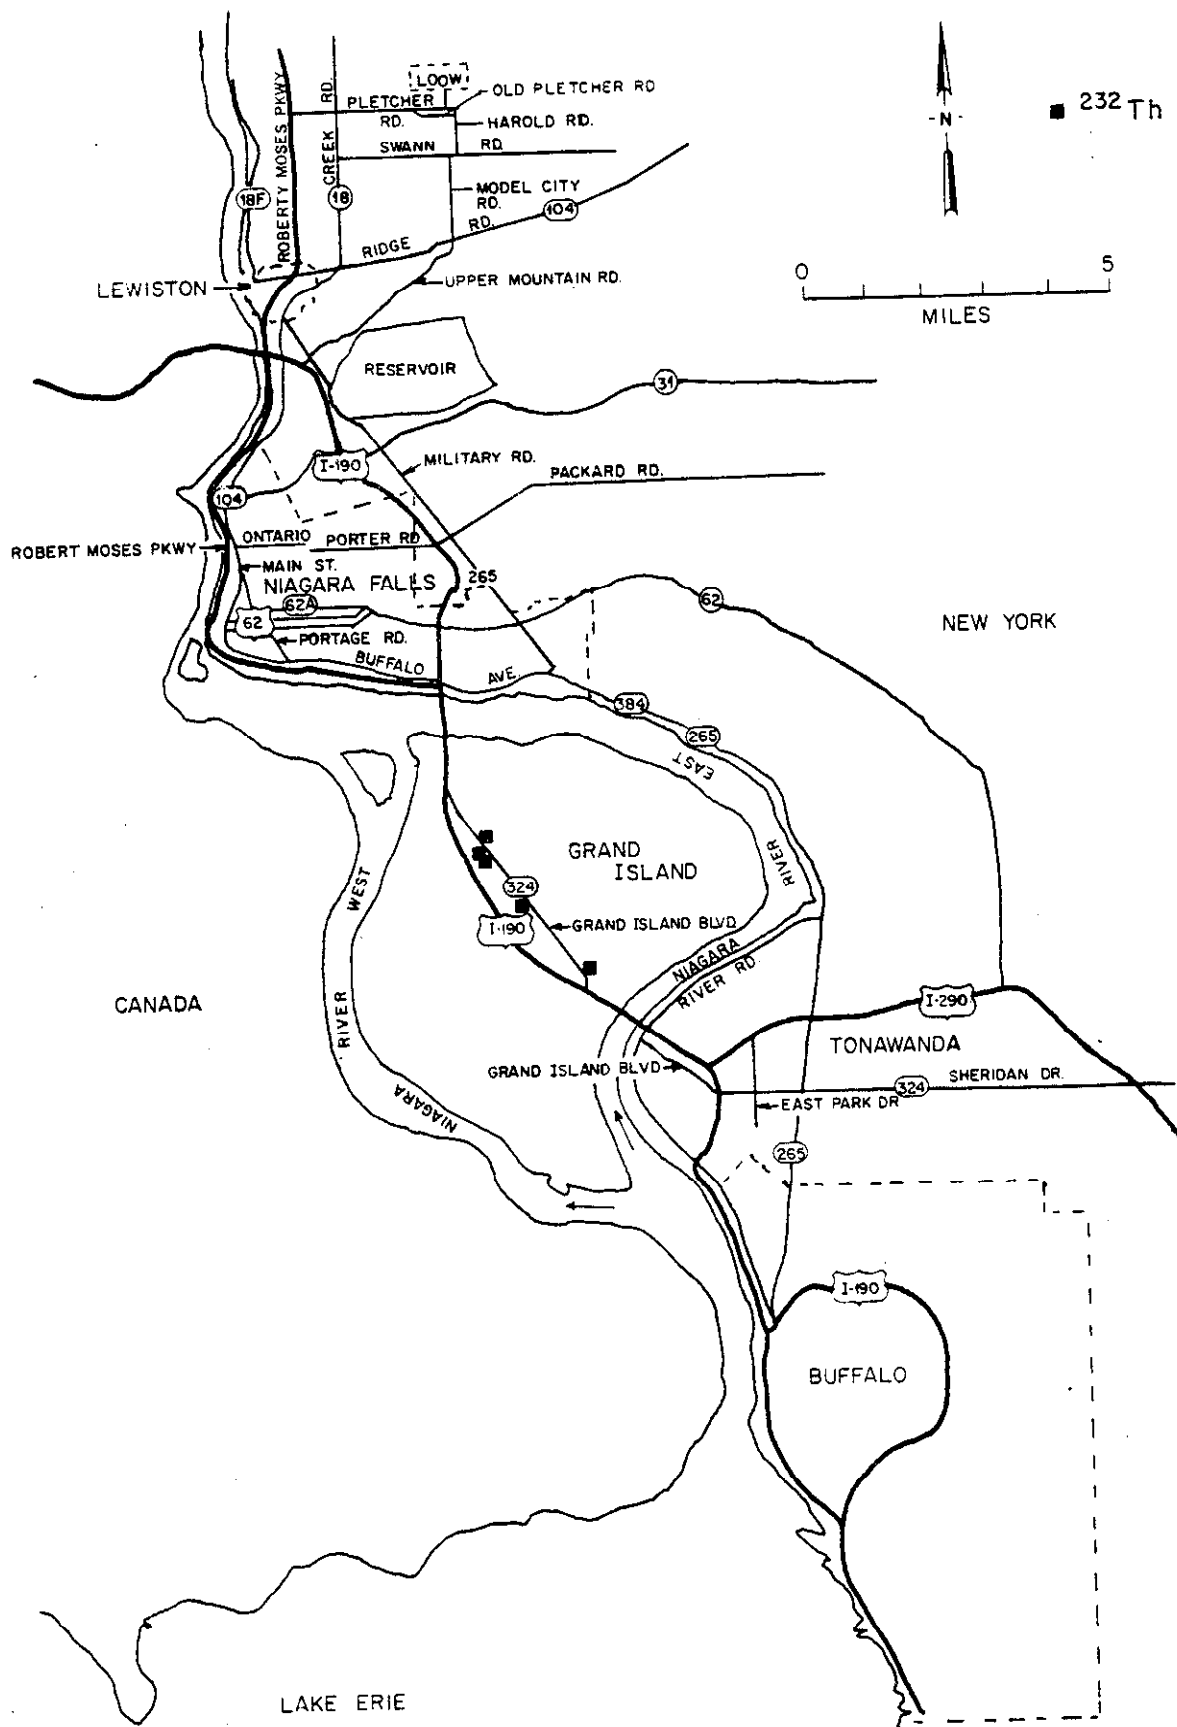 LOOW
PLETCHER
RD.
OLD PLETCHER RD
HAROLD RD.
SWANN RD.
ROBERTY MOSES PKWY
CREEK RD.
-N-
232Th
18F
18
MODEL CITY
RD.
104
RIDGE RD.
LEWISTON
UPPER MOUNTAIN RD.
0 5
MILES
RESERVOIR
31
I-190
MILITARY RD.
PACKARD RD.
104
ONTARIO
PORTER RD
ROBERT MOSES PKWY
MAIN ST.
265
NIAGARA FALLS
62A
62
62
NEW YORK
PORTAGE RD.
BUFFALO AVE.
384
265
EAST
RIVER
GRAND
ISLAND
WEST
324
GRAND ISLAND BLVD
I-190
NIAGARA
RIVER RD.
CANADA
RIVER
I-290
TONAWANDA
GRAND ISLAND BLVD
SHERIDAN DR.
324
EAST PARK DR
NIAGARA
265
I-190
BUFFALO
LAKE ERIE